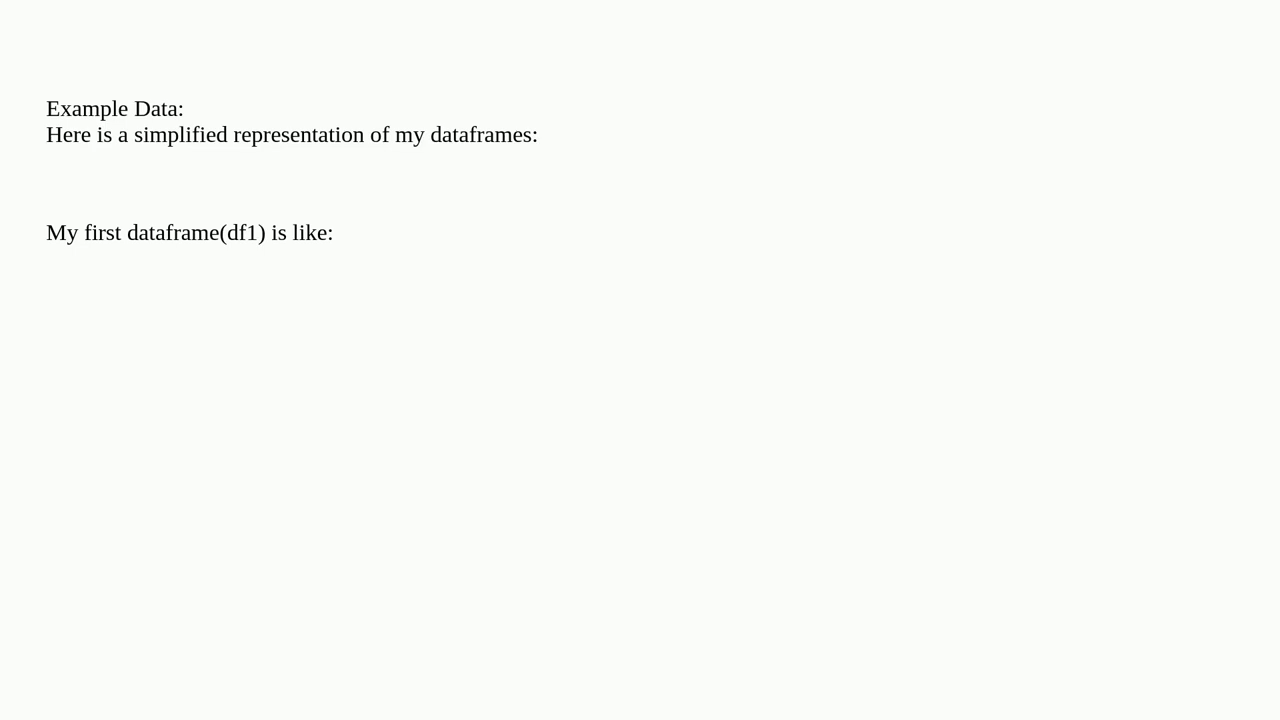 Example Data:
Here is a simplified representation of my dataframes:
My first dataframe(df1) is like: